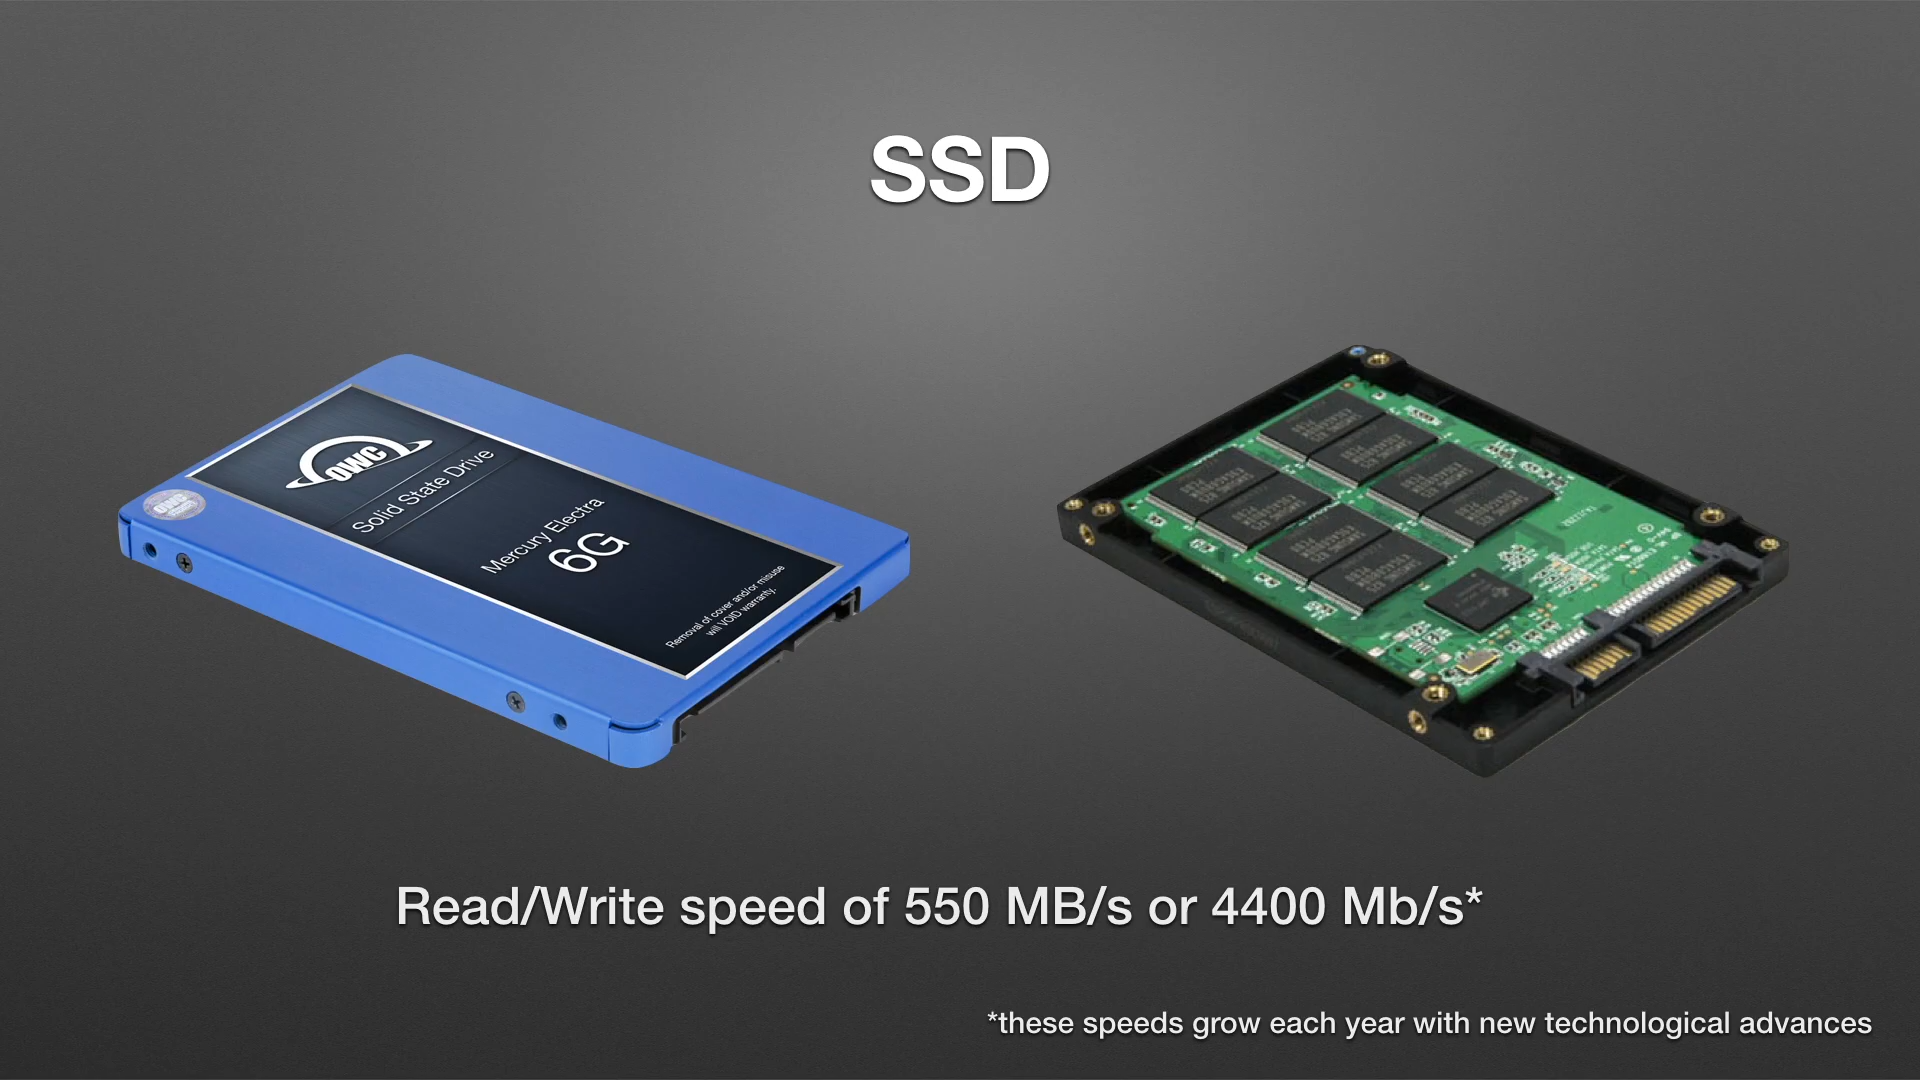 SSD
OWC
Solid State Drive
Mercury Electra
6G
Removal of cover and/or misuse
will VOID warranty.
OWC
Read/Write speed of 550 MB/s or 4400 Mb/s*
*these speeds grow each year with new technological advances